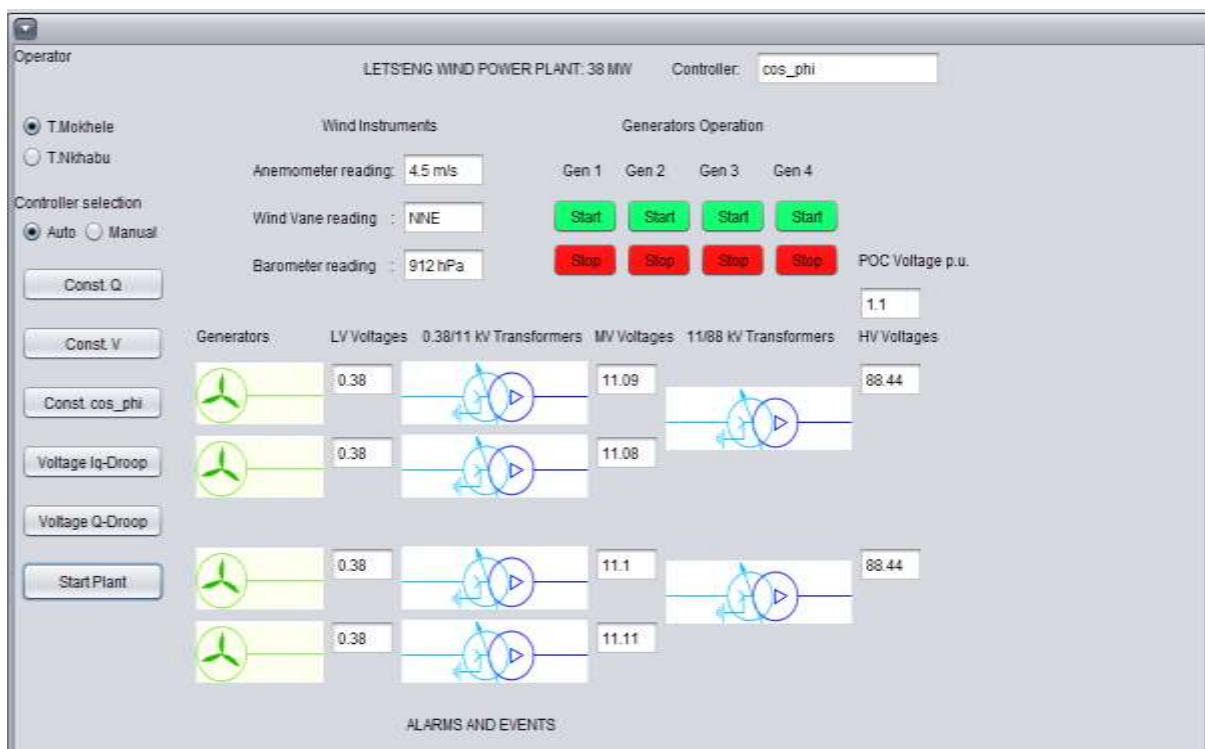 Operator
LETS'ENG WIND POWER PLANT: 38 MW Controller: cos_phi
T.Mokhele
T.Nkhabu
Wind Instruments Generators Operation
Anemometer reading: 4.5 m/s Gen 1 Gen 2 Gen 3 Gen 4
Controller selection
Auto Manual
Wind Vane reading : NNE Start Start Start Start
Barometer reading : 912 hPa Stop Stop Stop Stop POC Voltage p.u.
Const. Q
1.1
Const. V
Generators LV Voltages 0.38/11 kV Transformers MV Voltages 11/88 kV Transformers HV Voltages
0.38 11.09 88.44
Const. cos_phi
Voltage Iq-Droop
0.38 11.08
Voltage Q-Droop
Start Plant
0.38 11.1 88.44
0.38 11.11
ALARMS AND EVENTS